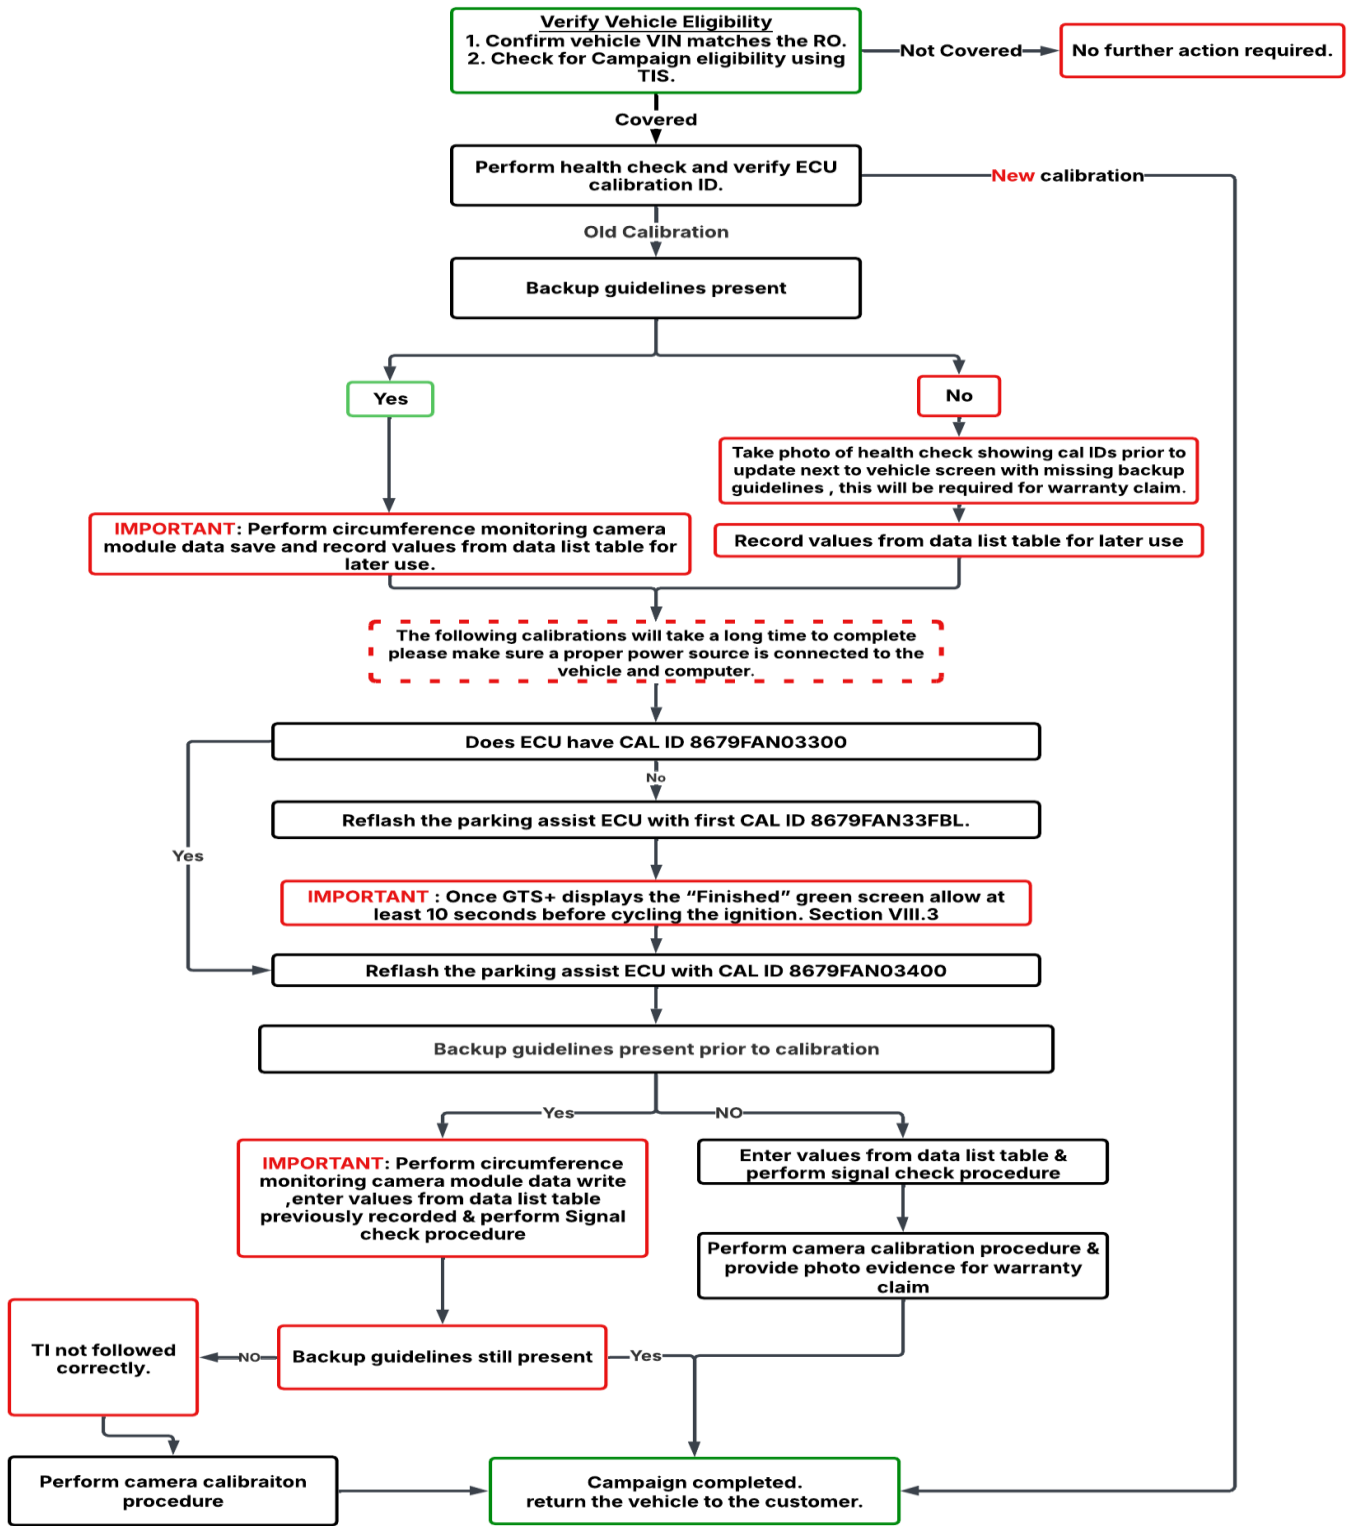 Verify Vehicle Eligibility
1. Confirm vehicle VIN matches the RO.
2. Check for Campaign eligibility using
TIS.
Not Covered
No further action required.
Covered
Perform health check and verify ECU
calibration ID.
New calibration
Old Calibration
Backup guidelines present
Yes
No
Take photo of health check showing cal IDs prior to
update next to vehicle screen with missing backup
guidelines , this will be required for warranty claim.
IMPORTANT: Perform circumference monitoring camera
module data save and record values from data list table for
later use.
Record values from data list table for later use
The following calibrations will take a long time to complete
please make sure a proper power source is connected to the
vehicle and computer.
Does ECU have CAL ID 8679FAN03300
No
Reflash the parking assist ECU with first CAL ID 8679FAN33FBL.
Yes
IMPORTANT : Once GTS+ displays the “Finished” green screen allow at
least 10 seconds before cycling the ignition. Section VIII.3
Reflash the parking assist ECU with CAL ID 8679FAN03400
Backup guidelines present prior to calibration
Yes
NO
IMPORTANT: Perform circumference
monitoring camera module data write
,enter values from data list table
previously recorded & perform Signal
check procedure
Enter values from data list table &
perform signal check procedure
Perform camera calibration procedure &
provide photo evidence for warranty
claim
TI not followed
correctly.
NO
Backup guidelines still present
Yes
Perform camera calibraiton
procedure
Campaign completed.
return the vehicle to the customer.